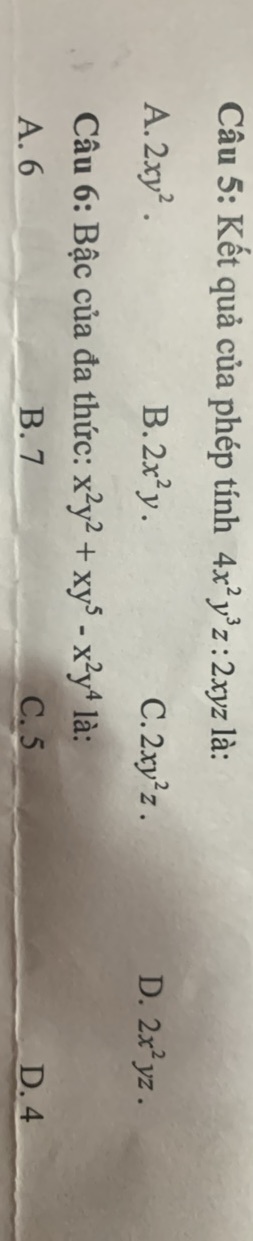 Câu 5: Kết quả của phép tính 4x²y³z : 2xyz là:
A. 2xy². B. 2x²y. C. 2xy²z. D. 2x²yz.
Câu 6: Bậc của đa thức: x²y² + xy⁵ - x²y⁴ là:
A. 6 B. 7 C. 5 D. 4